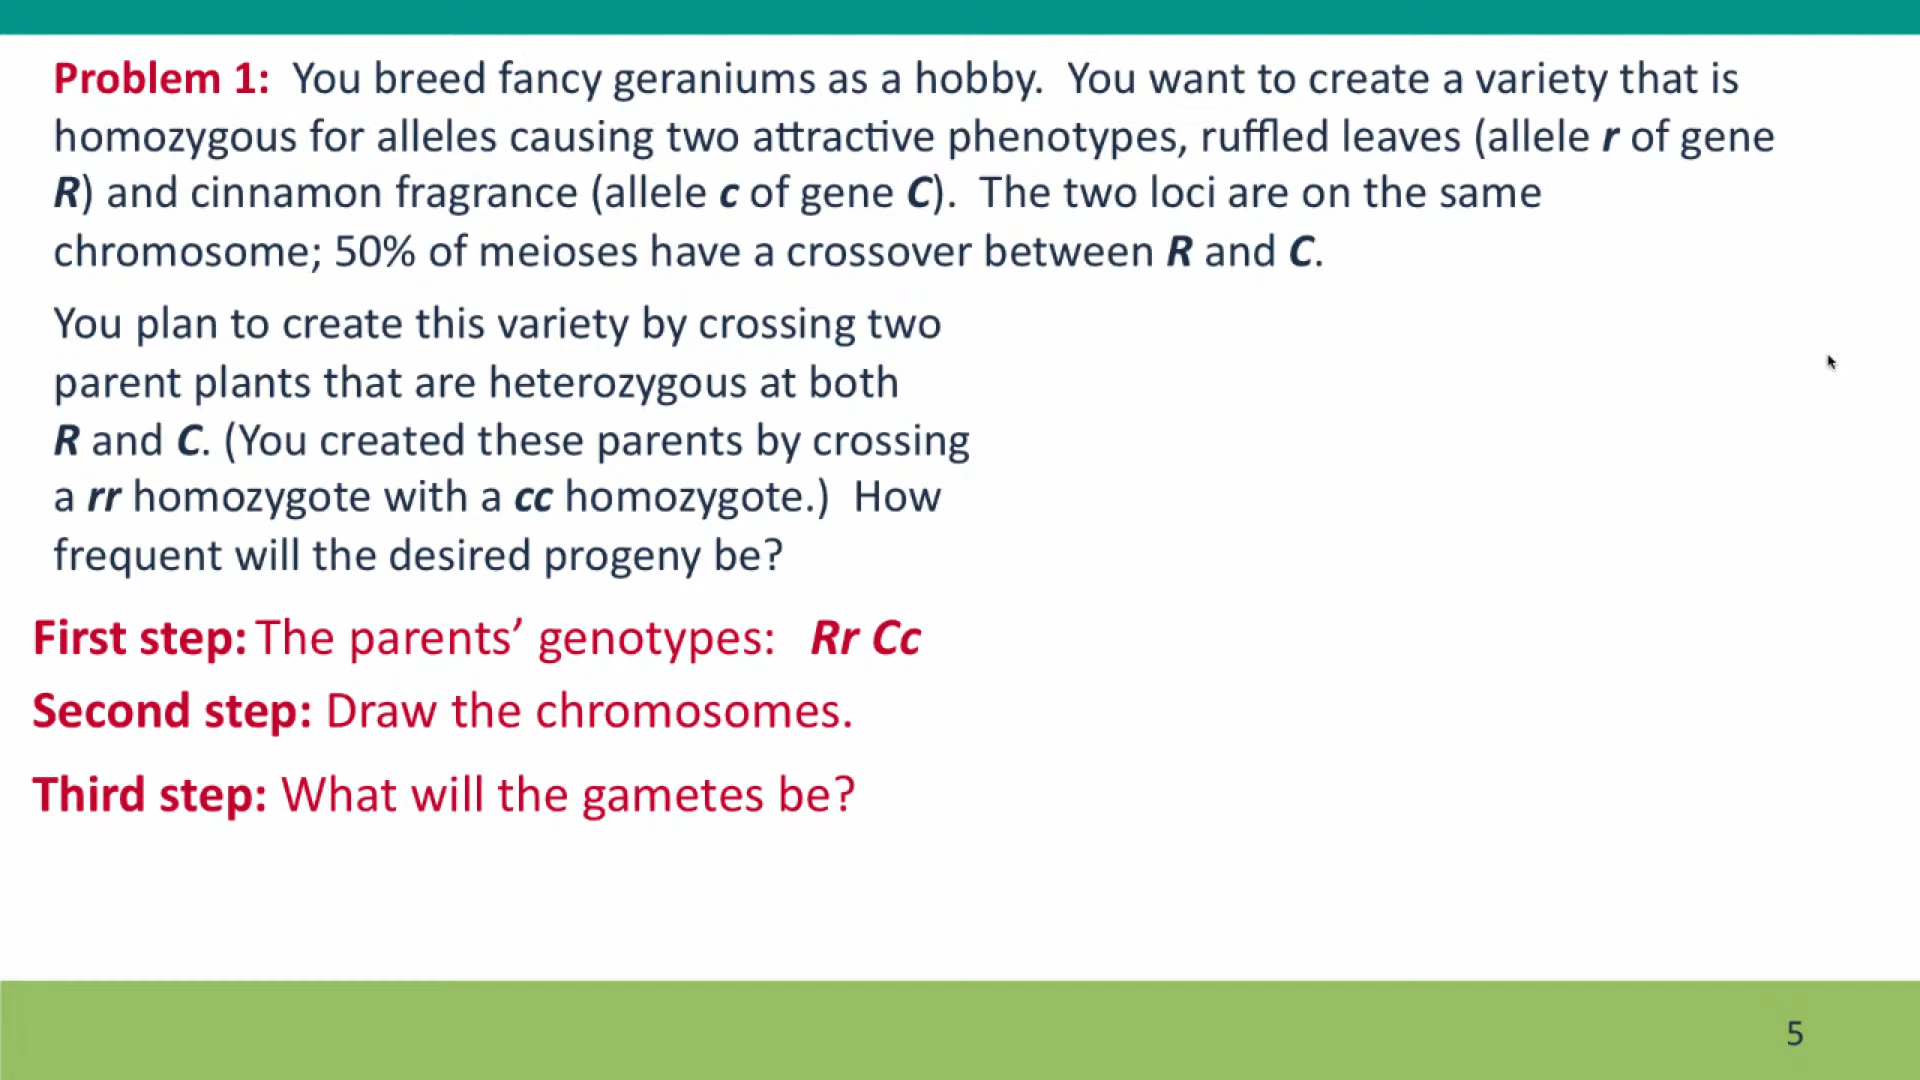 Problem 1: You breed fancy geraniums as a hobby. You want to create a variety that is
homozygous for alleles causing two attractive phenotypes, ruffled leaves (allele r of gene
R) and cinnamon fragrance (allele c of gene C). The two loci are on the same
chromosome; 50% of meioses have a crossover between R and C.
You plan to create this variety by crossing two
parent plants that are heterozygous at both
R and C. (You created these parents by crossing
a rr homozygote with a cc homozygote.) How
frequent will the desired progeny be?
First step: The parents’ genotypes: Rr Cc
Second step: Draw the chromosomes.
Third step: What will the gametes be?
5